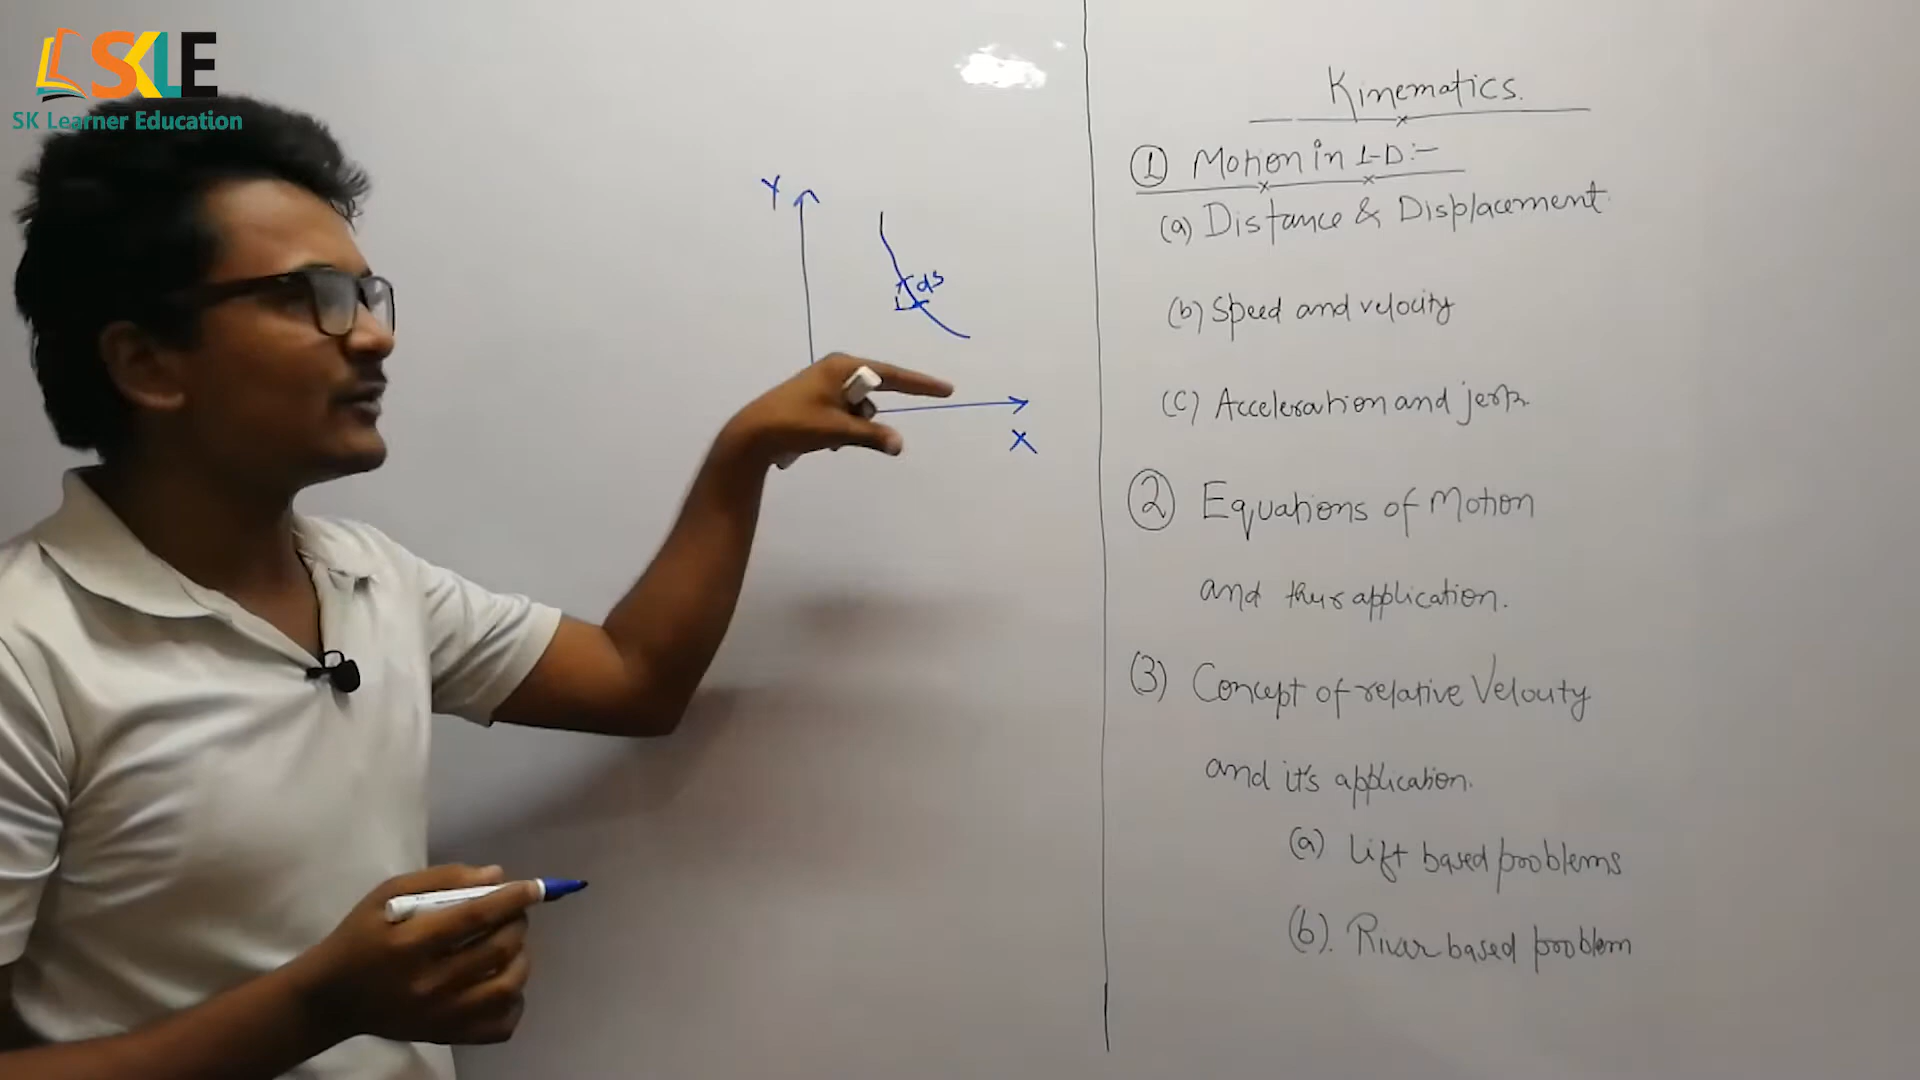 SKLE
SK Learner Education
Y
ds
X
Kinematics.
① Motion in 1-D:-
(a) Distance & Displacement
(b) Speed and velocity
(c) Acceleration and jerk
② Equations of Motion
and application.
(3) Concept of relative Velocity
and it's application.
(a) Lift based problems
(b). River based problem